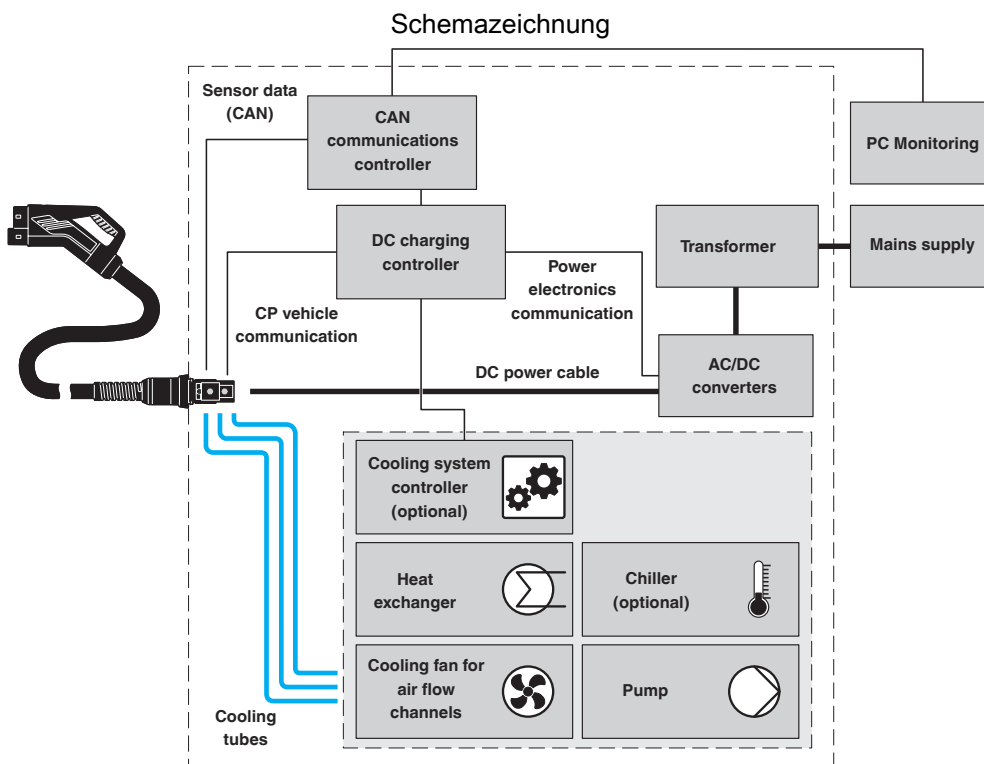 Schemazeichnung
Sensor data
(CAN)
CAN
communications
controller
PC Monitoring
DC charging
controller
Transformer
Mains supply
CP vehicle
communication
Power
electronics
communication
DC power cable
AC/DC
converters
Cooling system
controller
(optional)
Heat
exchanger
Chiller
(optional)
Cooling fan for
air flow
channels
Pump
Cooling
tubes